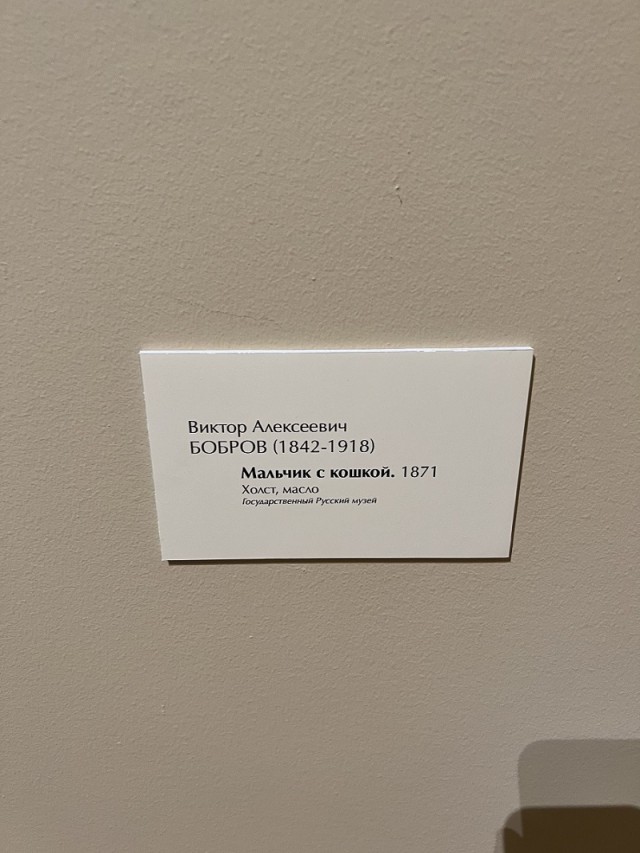 Виктор Алексеевич
БОБРОВ (1842-1918)
Мальчик с кошкой. 1871
Холст, масло
Государственный Русский музей